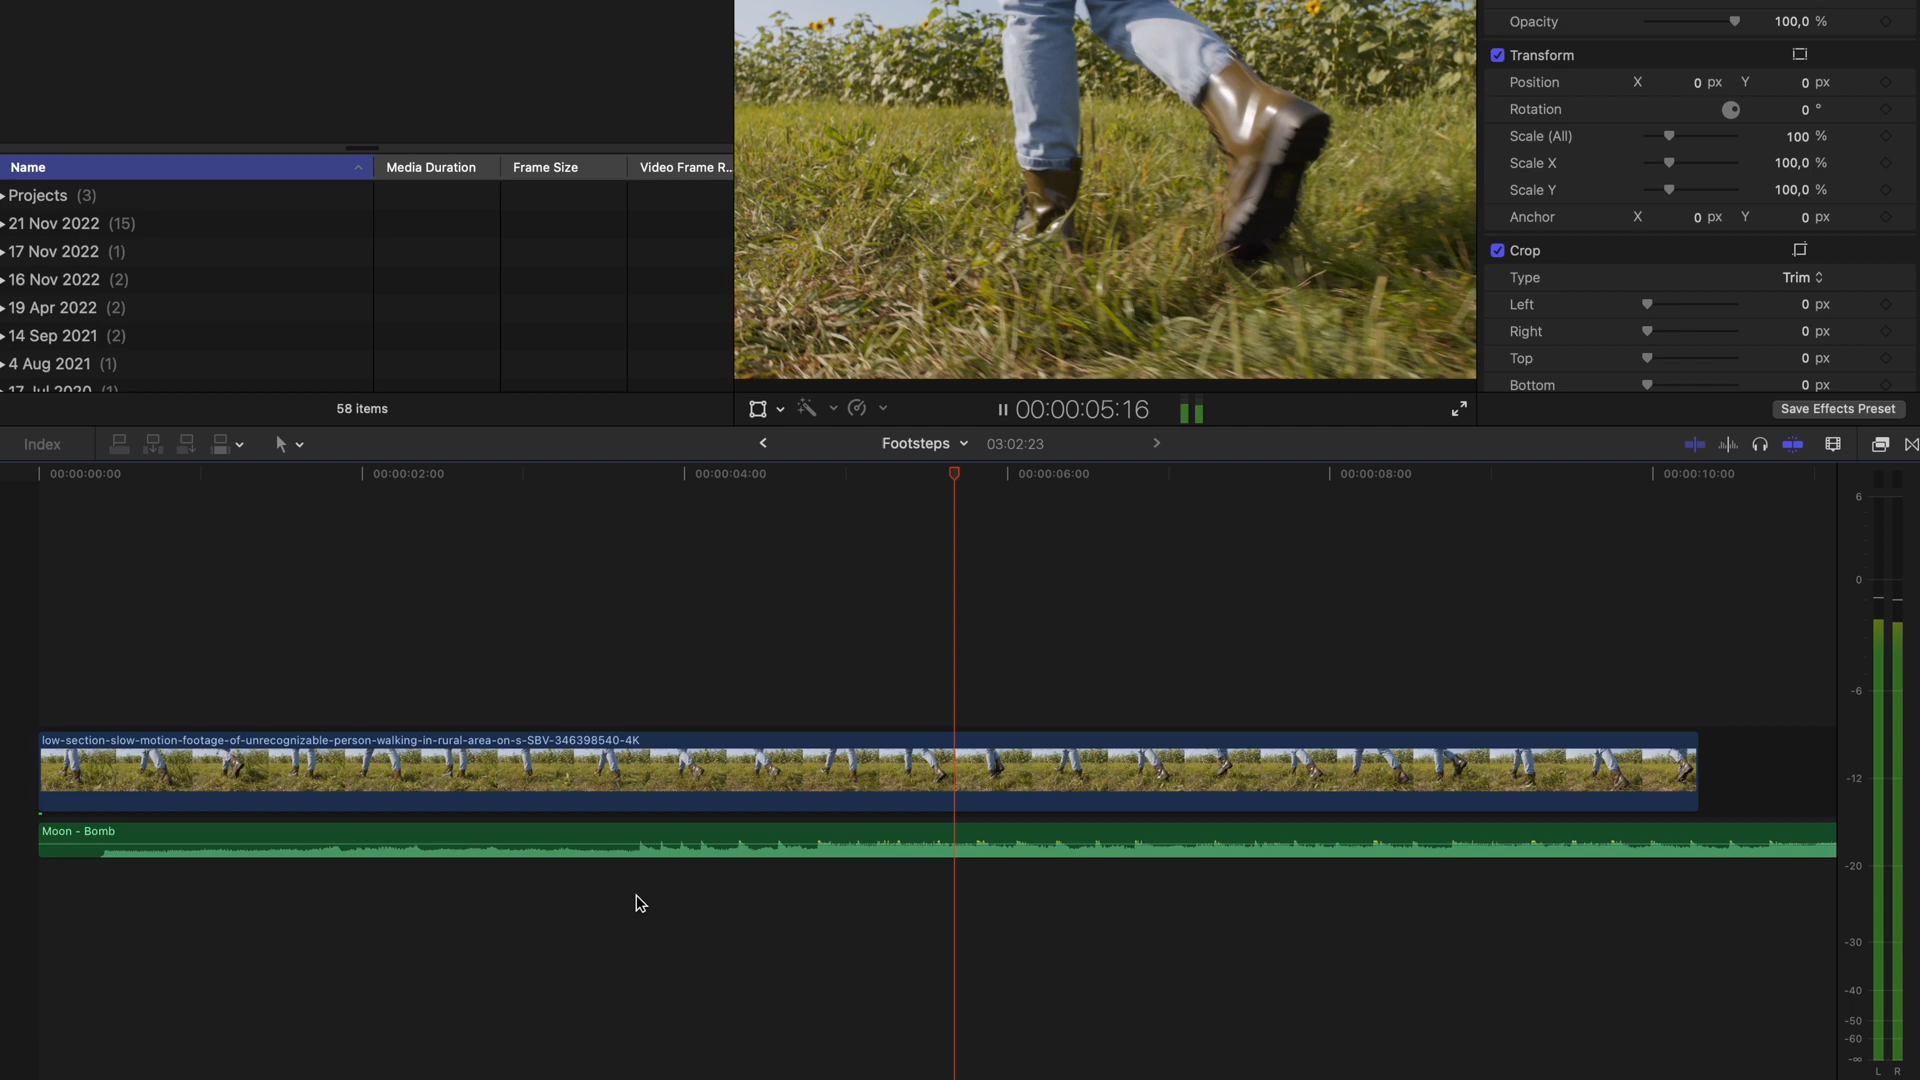 Opacity 100,0 %
Transform
Position X 0 px Y 0 px
Rotation 0 °
Scale (All) 100 %
Scale X 100,0 %
Scale Y 100,0 %
Anchor X 0 px Y 0 px
Crop
Type Trim
Left 0 px
Right 0 px
Top 0 px
Bottom 0 px
Save Effects Preset
Name Media Duration Frame Size Video Frame R...
Projects (3)
21 Nov 2022 (15)
17 Nov 2022 (1)
16 Nov 2022 (2)
19 Apr 2022 (2)
14 Sep 2021 (2)
4 Aug 2021 (1)
17 Jul 2020 (1)
58 items
00:00:05:16
Index
Footsteps 03:02:23
00:00:00:00 00:00:02:00 00:00:04:00 00:00:06:00 00:00:08:00 00:00:10:00
low-section-slow-motion-footage-of-unrecognizable-person-walking-in-rural-area-on-s-SBV-346398540-4K
Moon - Bomb
6
0
-6
-12
-20
-30
-40
-50
-60
-∞
L R